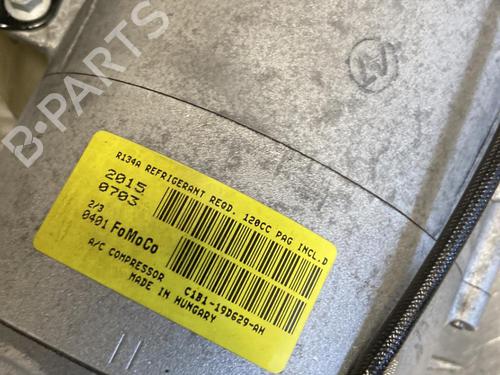 B-PARTS
R134A REFRIGERANT REQD. 120CC PAG INCL.D
2015
0703
2/3
0401 FoMoCo
A/C COMPRESSOR C1B1-19D629-AH
MADE IN HUNGARY